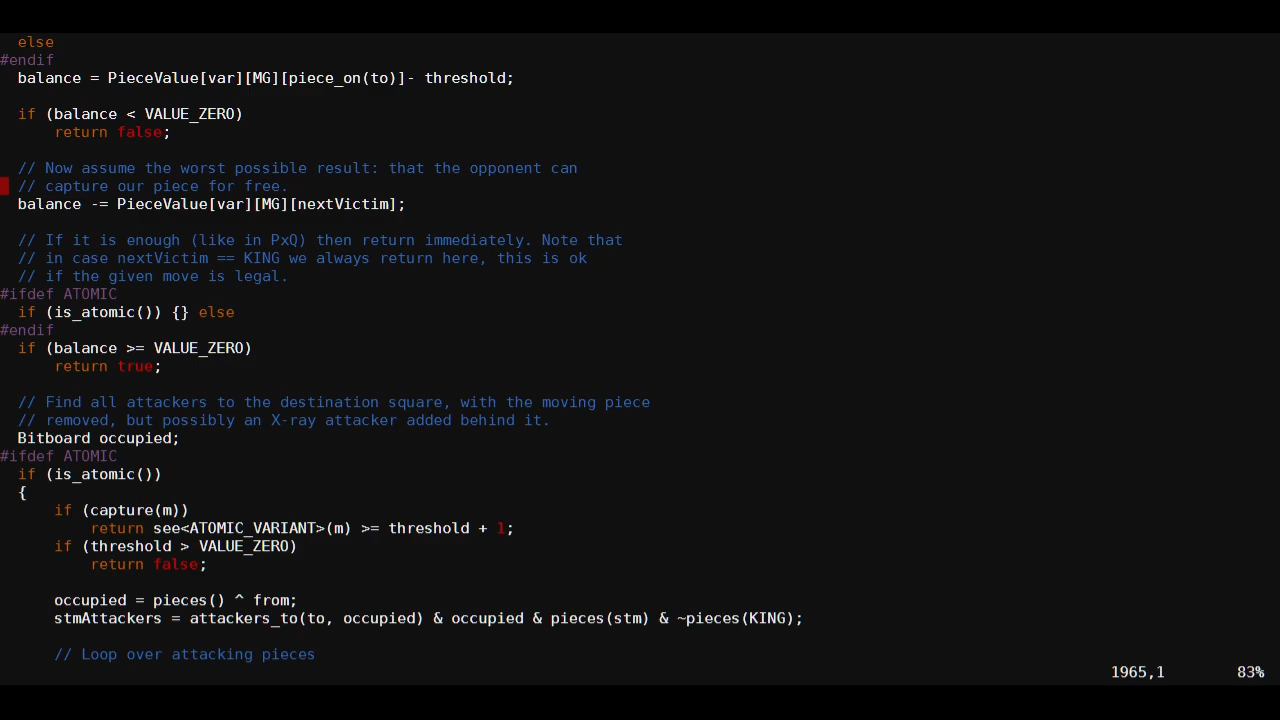 else
#endif
balance = PieceValue[var][MG][piece_on(to)]- threshold;
if (balance < VALUE_ZERO)
return false;
// Now assume the worst possible result: that the opponent can
// capture our piece for free.
balance -= PieceValue[var][MG][nextVictim];
// If it is enough (like in PxQ) then return immediately. Note that
// in case nextVictim == KING we always return here, this is ok
// if the given move is legal.
#ifdef ATOMIC
if (is_atomic()) {} else
#endif
if (balance >= VALUE_ZERO)
return true;
// Find all attackers to the destination square, with the moving piece
// removed, but possibly an X-ray attacker added behind it.
Bitboard occupied;
#ifdef ATOMIC
if (is_atomic())
{
if (capture(m))
return see<ATOMIC_VARIANT>(m) >= threshold + 1;
if (threshold > VALUE_ZERO)
return false;
occupied = pieces() ^ from;
stmAttackers = attackers_to(to, occupied) & occupied & pieces(stm) & ~pieces(KING);
// Loop over attacking pieces
1965,1 83%